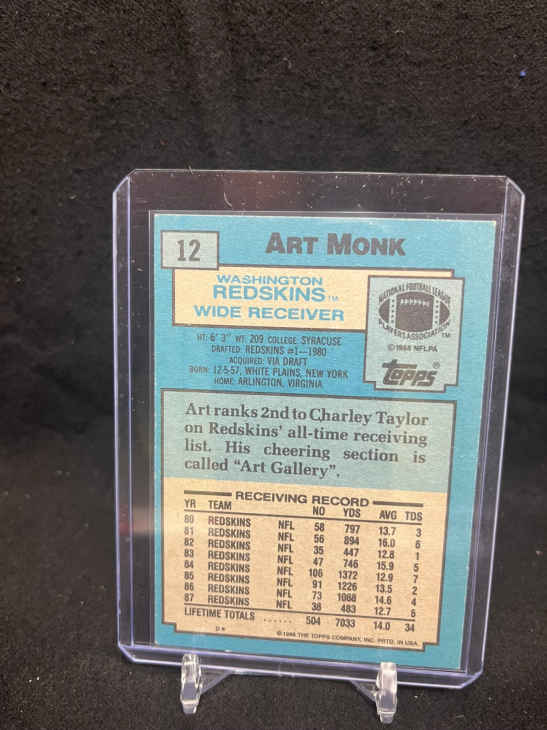 12
ART MONK
WASHINGTON
REDSKINS TM
WIDE RECEIVER
NATIONAL FOOTBALL LEAGUE
PLAYERS ASSOCIATION TM
©1988 NFLPA
Topps®
HT: 6' 3" WT: 209 COLLEGE: SYRACUSE
DRAFTED: REDSKINS #1—1980
ACQUIRED: VIA DRAFT
BORN: 12-5-57, WHITE PLAINS, NEW YORK
HOME: ARLINGTON, VIRGINIA
Art ranks 2nd to Charley Taylor
on Redskins' all-time receiving
list. His cheering section is
called "Art Gallery".
RECEIVING RECORD
YR TEAM NO YDS AVG TDS
80 REDSKINS NFL 58 797 13.7 3
81 REDSKINS NFL 56 894 16.0 6
82 REDSKINS NFL 35 447 12.8 1
83 REDSKINS NFL 47 746 15.9 5
84 REDSKINS NFL 106 1372 12.9 7
85 REDSKINS NFL 91 1226 13.5 2
86 REDSKINS NFL 73 1068 14.6 4
87 REDSKINS NFL 38 483 12.7 6
LIFETIME TOTALS ...... 504 7033 14.0 34
D* ©1988 THE TOPPS COMPANY, INC. PRTD. IN USA.